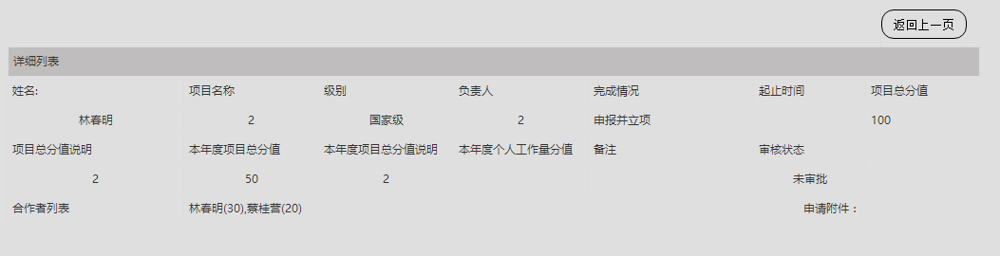 返回上一页
详细列表
姓名: 项目名称 级别 负责人 完成情况 起止时间 项目总分值
林春明 2 国家级 2 申报并立项 100
项目总分值说明 本年度项目总分值 本年度项目总分值说明 本年度个人工作量分值 备注 审核状态
2 50 2 未审批
合作者列表 林春明(30),蔡桂营(20) 申请附件：